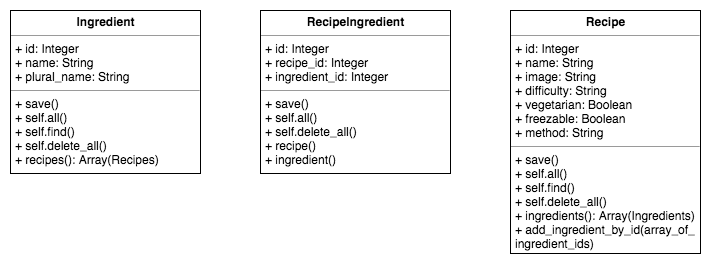 Ingredient
+ id: Integer
+ name: String
+ plural_name: String
+ save()
+ self.all()
+ self.find()
+ self.delete_all()
+ recipes(): Array(Recipes)
RecipeIngredient
+ id: Integer
+ recipe_id: Integer
+ ingredient_id: Integer
+ save()
+ self.all()
+ self.delete_all()
+ recipe()
+ ingredient()
Recipe
+ id: Integer
+ name: String
+ image: String
+ difficulty: String
+ vegetarian: Boolean
+ freezable: Boolean
+ method: String
+ save()
+ self.all()
+ self.find()
+ self.delete_all()
+ ingredients(): Array(Ingredients)
+ add_ingredient_by_id(array_of_
ingredient_ids)